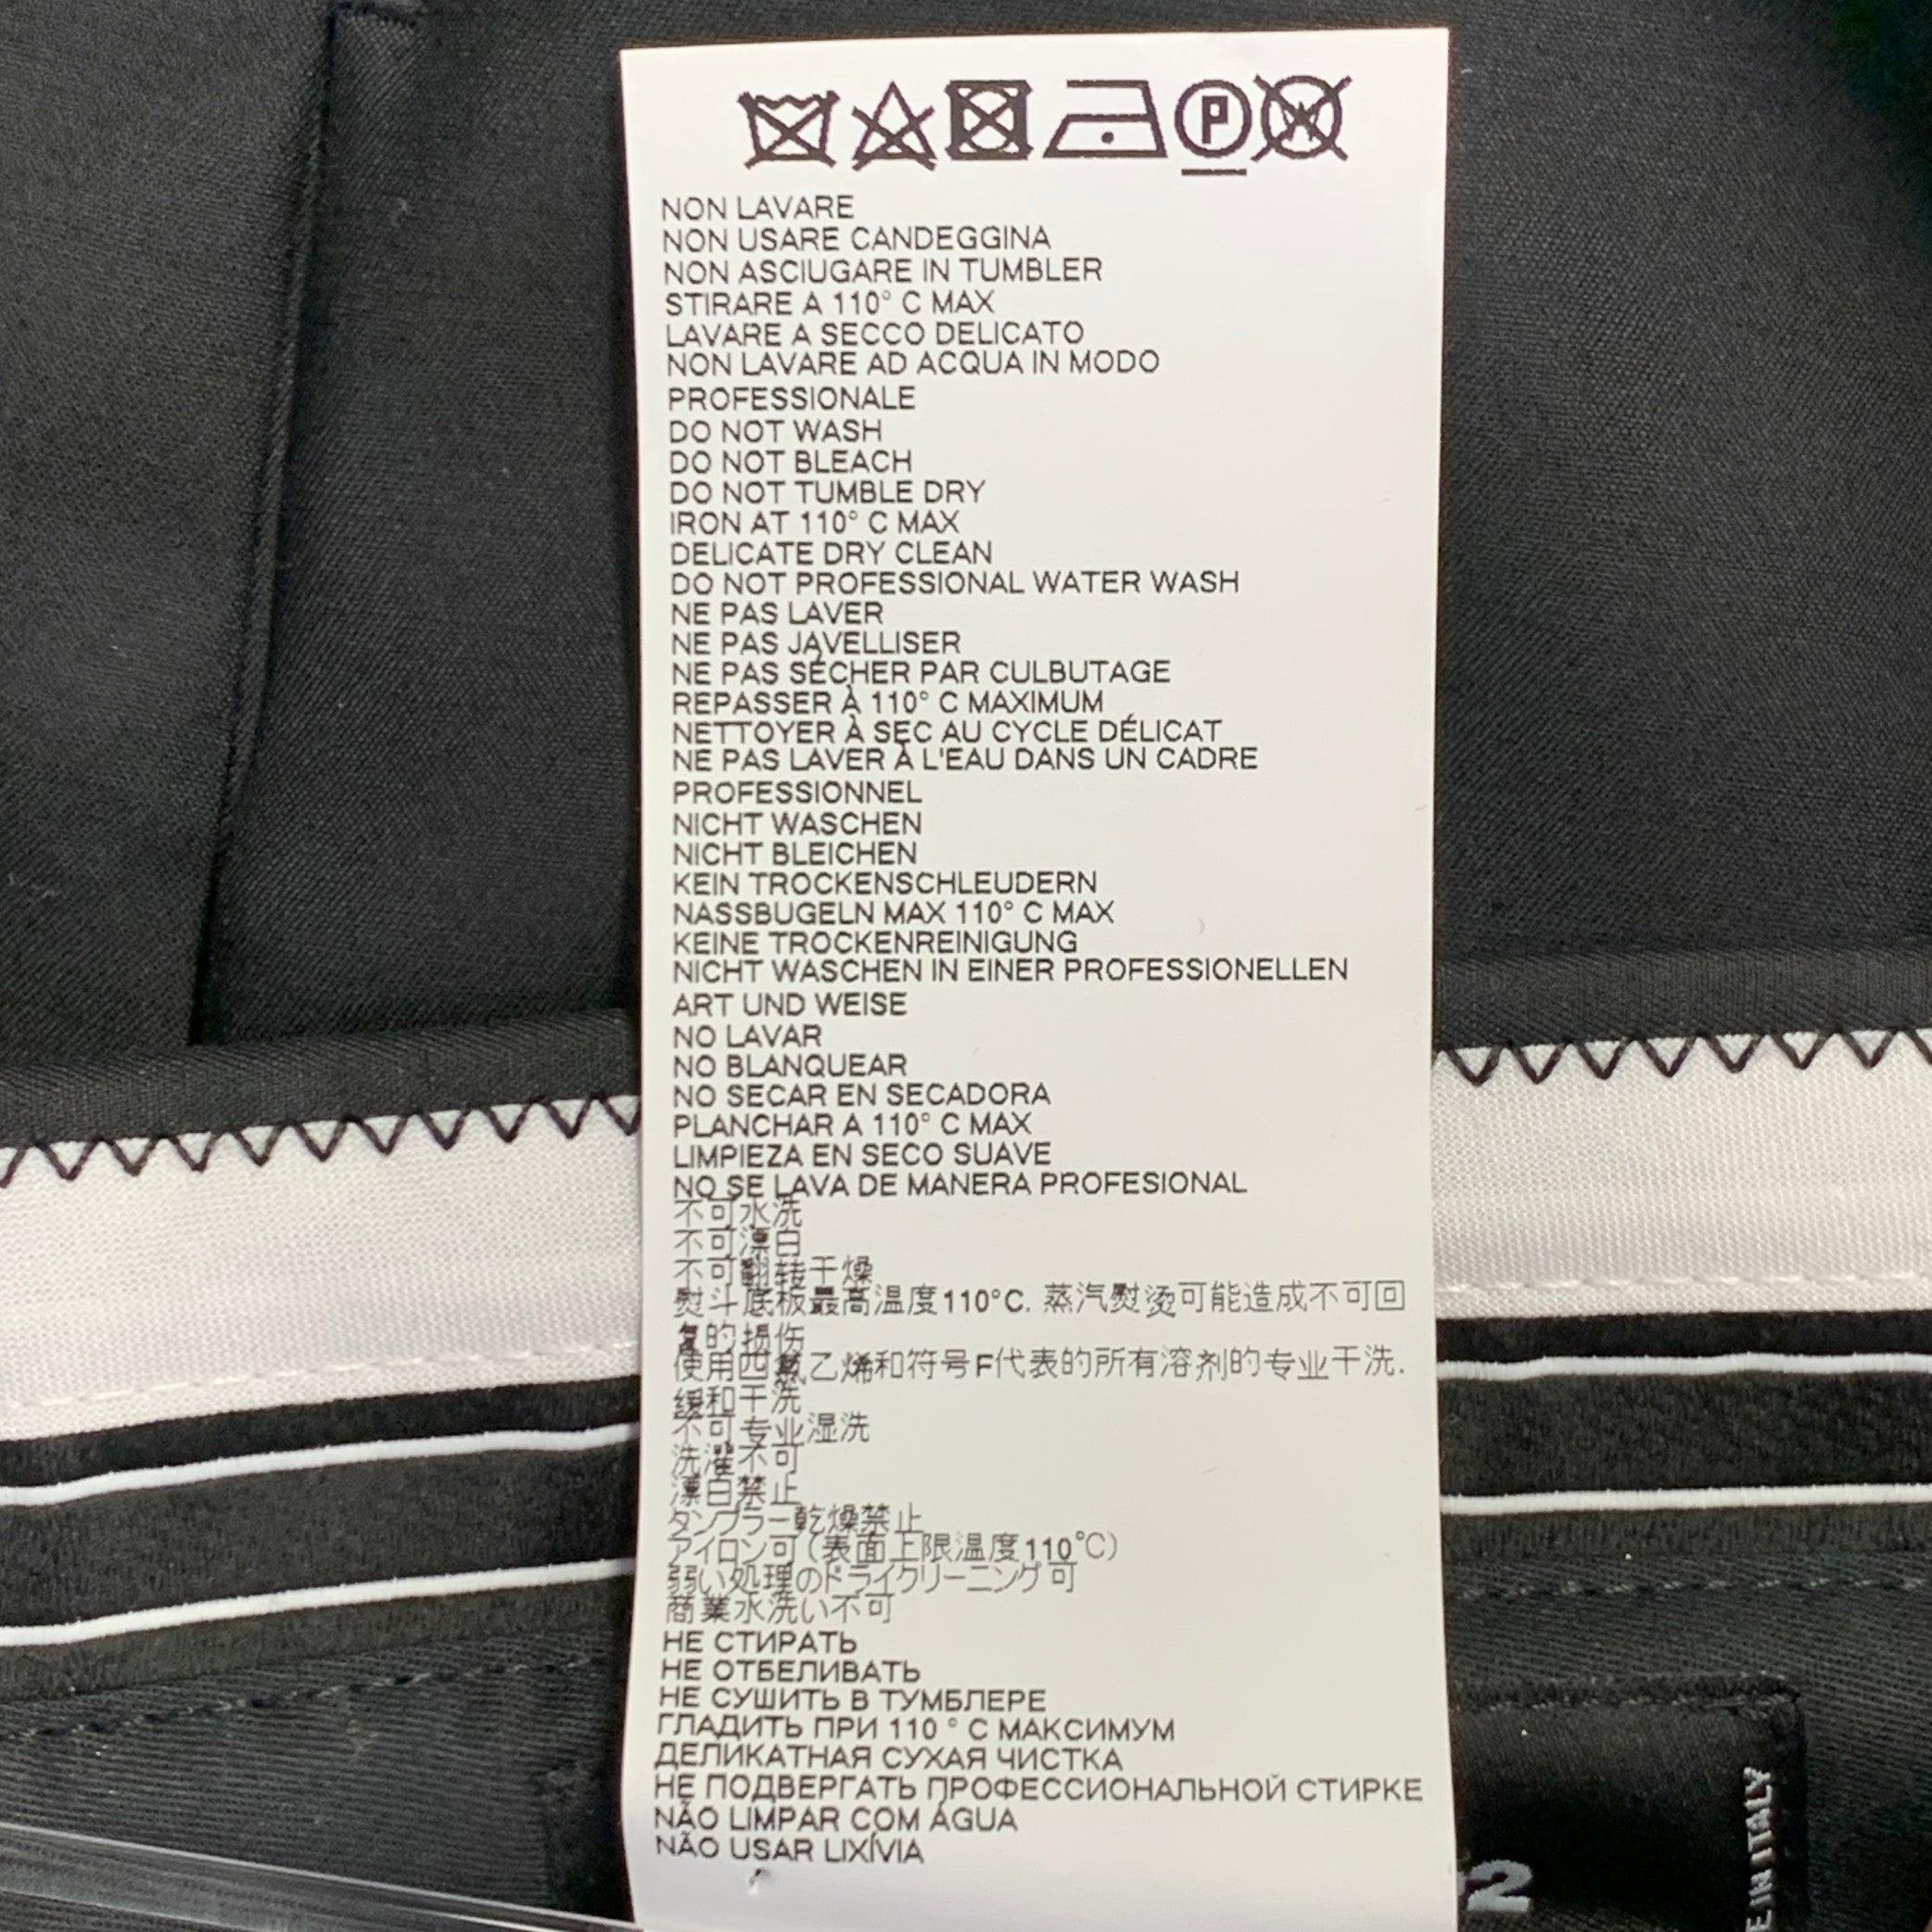 P
W
NON LAVARE
NON USARE CANDEGGINA
NON ASCIUGARE IN TUMBLER
STIRARE A 110° C MAX
LAVARE A SECCO DELICATO
NON LAVARE AD ACQUA IN MODO
PROFESSIONALE
DO NOT WASH
DO NOT BLEACH
DO NOT TUMBLE DRY
IRON AT 110° C MAX
DELICATE DRY CLEAN
DO NOT PROFESSIONAL WATER WASH
NE PAS LAVER
NE PAS JAVELLISER
NE PAS SÉCHER PAR CULBUTAGE
REPASSER À 110° C MAXIMUM
NETTOYER À SEC AU CYCLE DÉLICAT
NE PAS LAVER À L'EAU DANS UN CADRE
PROFESSIONNEL
NICHT WASCHEN
NICHT BLEICHEN
KEIN TROCKENSCHLEUDERN
NASSBUGELN MAX 110° C MAX
KEINE TROCKENREINIGUNG
NICHT WASCHEN IN EINER PROFESSIONELLEN
ART UND WEISE
NO LAVAR
NO BLANQUEAR
NO SECAR EN SECADORA
PLANCHAR A 110° C MAX
LIMPIEZA EN SECO SUAVE
NO SE LAVA DE MANERA PROFESIONAL
不可水洗
不可漂白
不可翻转干燥
熨斗底板最高温度110°C. 蒸汽熨烫可能造成不可回
复的损伤
使用四氯乙烯和符号F代表的所有溶剂的专业干洗.
缓和干洗
不可专业湿洗
洗濯不可
漂白禁止
タンブラー乾燥禁止
アイロン可(表面上限温度110℃)
弱い処理のドライクリーニング可
商業水洗い不可
НЕ СТИРАТЬ
НЕ ОТБЕЛИВАТЬ
НЕ СУШИТЬ В ТУМБЛЕРЕ
ГЛАДИТЬ ПРИ 110 ° C МАКСИМУМ
ДЕЛИКАТНАЯ СУХАЯ ЧИСТКА
НЕ ПОДВЕРГАТЬ ПРОФЕССИОНАЛЬНОЙ СТИРКЕ
NÃO LIMPAR COM ÁGUA
NÃO USAR LIXÍVIA
2
E IN ITALY